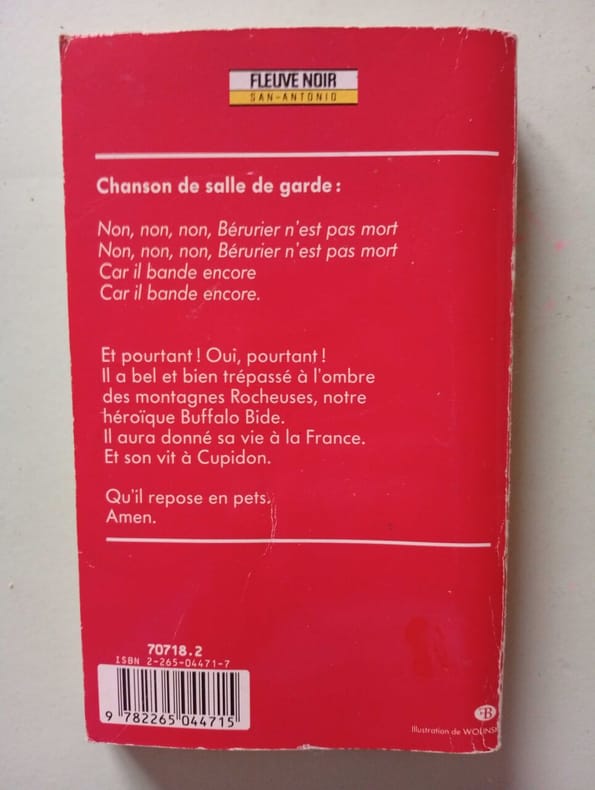 FLEUVE NOIR
SAN-ANTONIO
Chanson de salle de garde :
Non, non, non, Bérurier n'est pas mort
Non, non, non, Bérurier n'est pas mort
Car il bande encore
Car il bande encore.
Et pourtant ! Oui, pourtant !
Il a bel et bien trépassé à l'ombre
des montagnes Rocheuses, notre
héroïque Buffalo Bide.
Il aura donné sa vie à la France.
Et son vit à Cupidon.
Qu'il repose en pets.
Amen.
70718.2
ISBN 2-265-04471-7
9 782265 044715
B
Illustration de WOLINSK